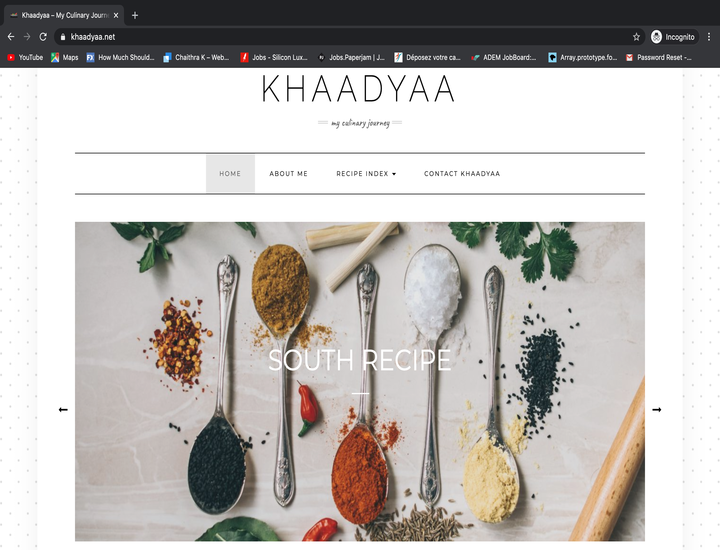 Khaadyaa – My Culinary Journ
khaadyaa.net
Incognito
YouTube
Maps
How Much Should...
Chaithra K – Web...
Jobs - Silicon Lux...
Jobs.Paperjam | J...
Déposez votre ca...
ADEM JobBoard:...
Array.prototype.fo...
Password Reset -...
KHAADYAA
my culinary journey
HOME
ABOUT ME
RECIPE INDEX
CONTACT KHAADYAA
SOUTH RECIPE